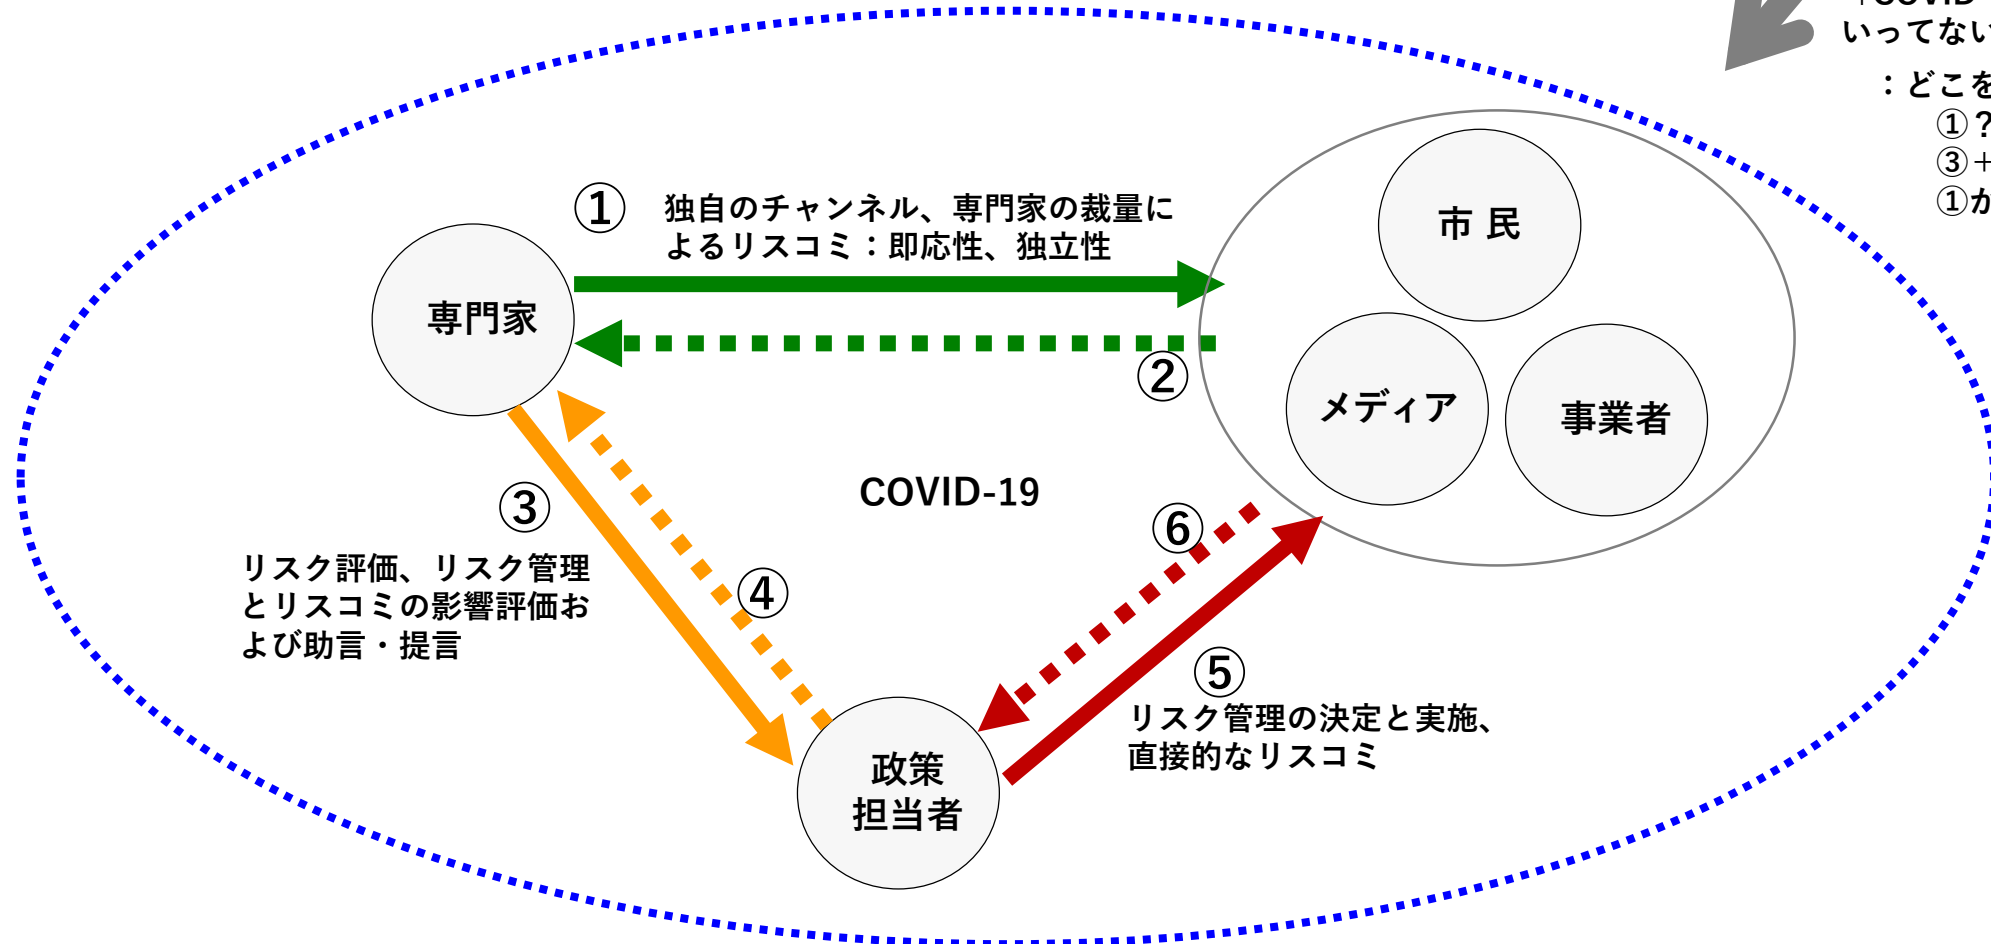 いってない
：どこを
①？
③＋
①が
① 独自のチャンネル、専門家の裁量に
よるリスコミ：即応性、独立性
市 民
専門家
②
メディア
事業者
COVID-19
③
⑥
リスク評価、リスク管理
とリスコミの影響評価お
よび助言・提言
④
⑤
リスク管理の決定と実施、
直接的なリスコミ
政策
担当者